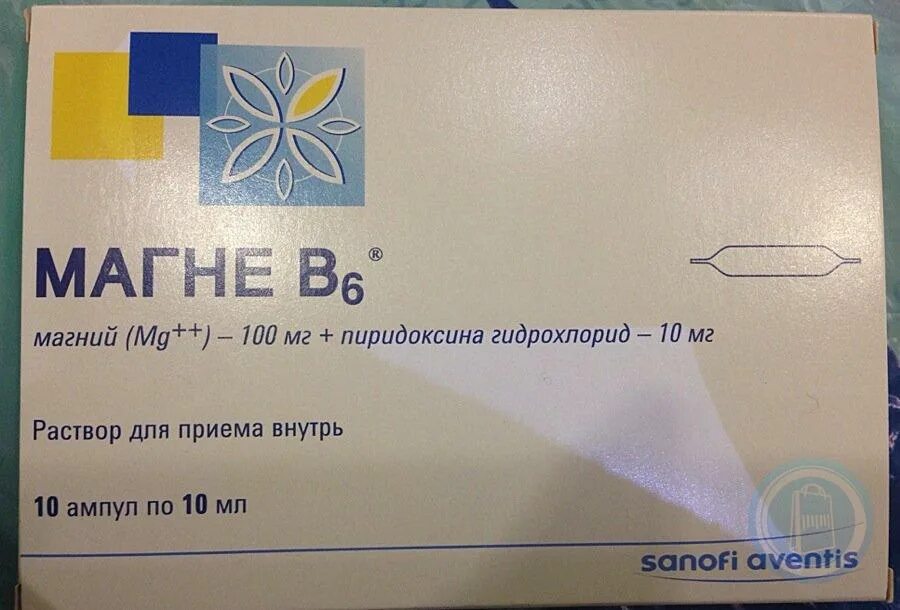 МАГНЕ В6®
магний (Mg++) – 100 мг + пиридоксина гидрохлорид – 10 мг
Раствор для приема внутрь
10 ампул по 10 мл
sanofi aventis